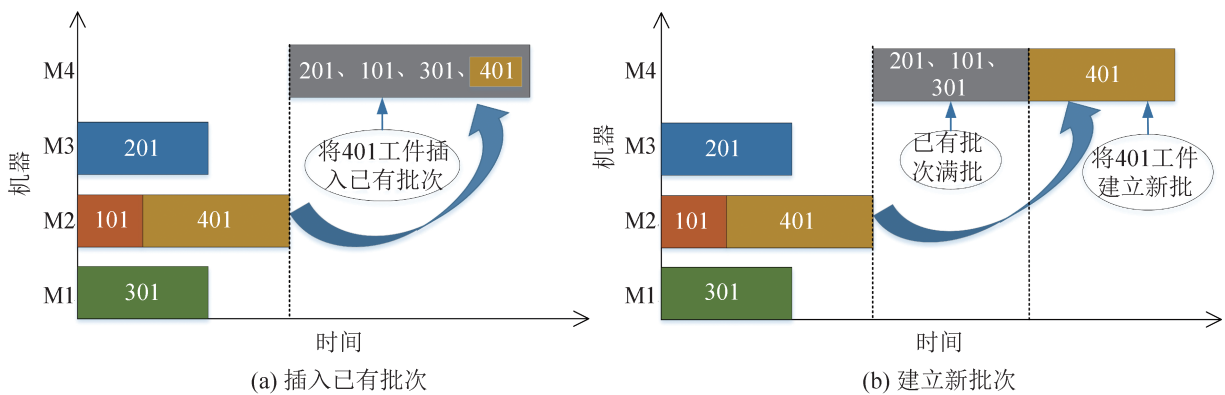 M4
201、101、301、401
将401工件插
入已有批次
M3
201
M2
101
401
M1
301
机器
时间
(a) 插入已有批次
M4
201、101、
301
401
已有批
次满批
将401工件
建立新批
M3
201
M2
101
401
M1
301
机器
时间
(b) 建立新批次